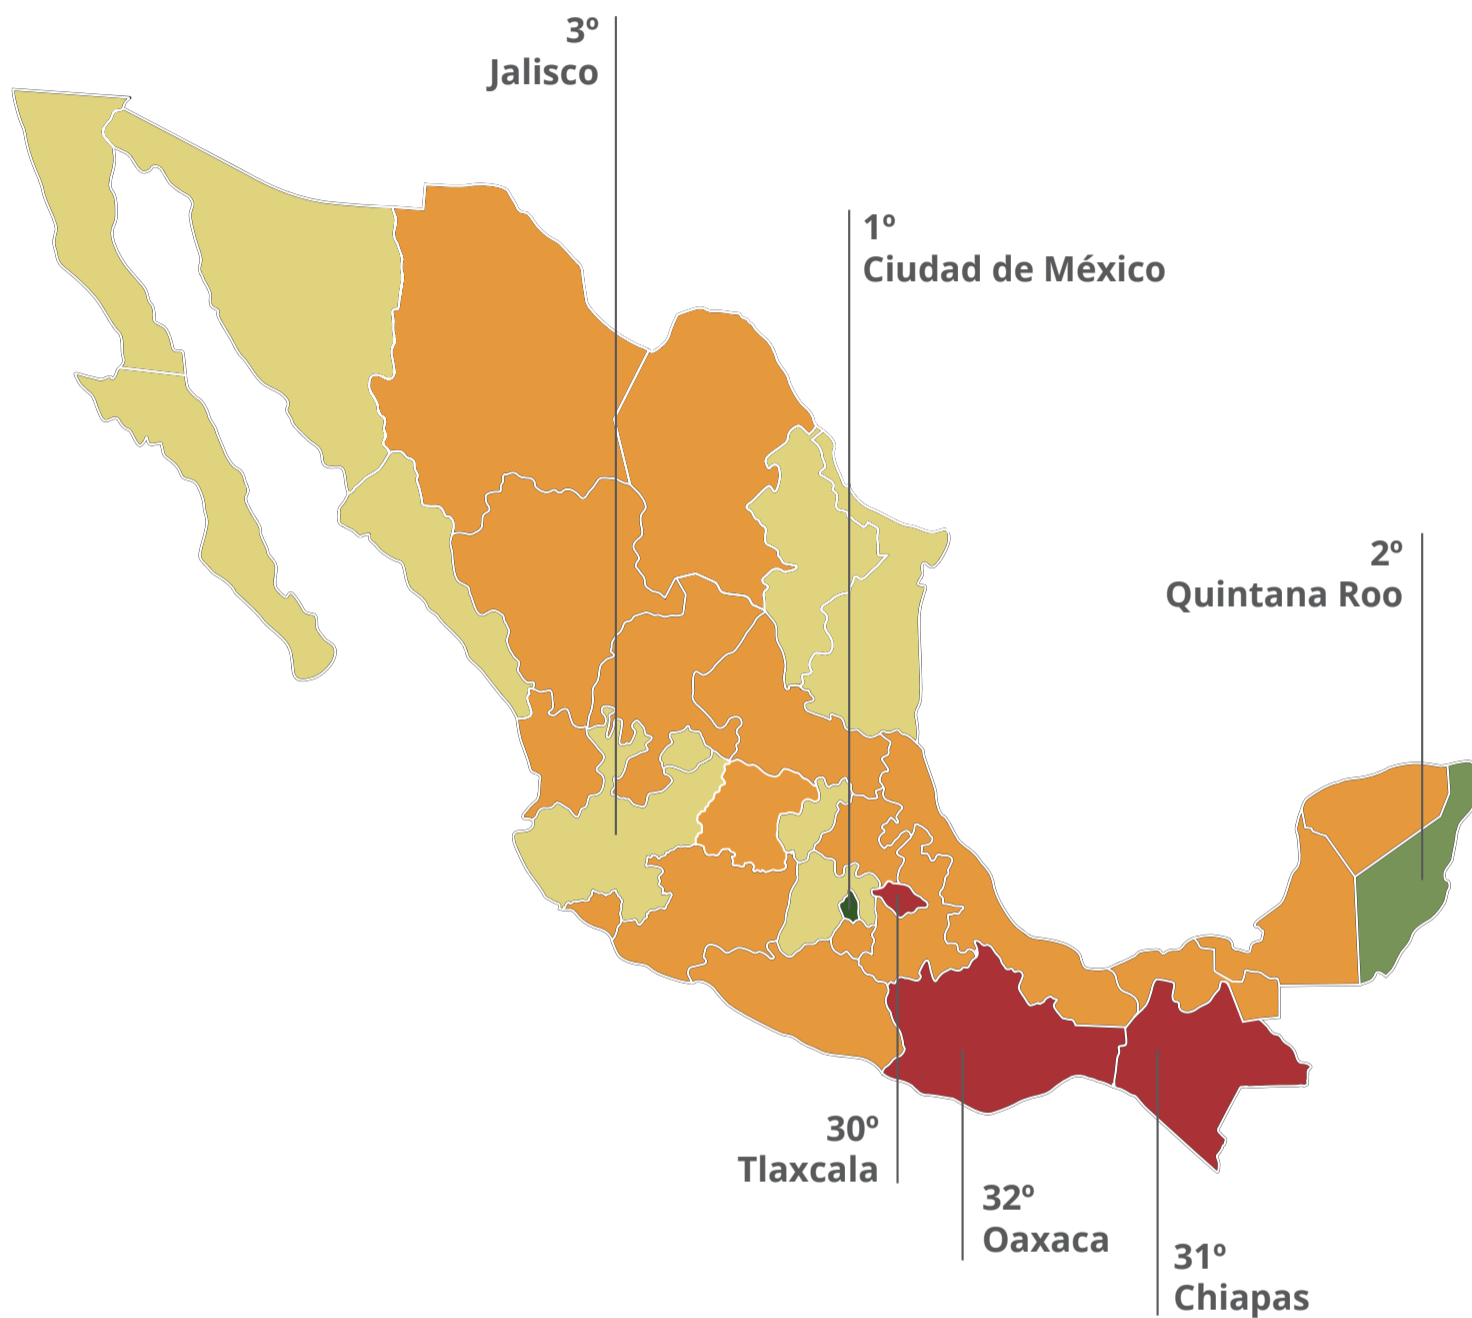 3º
Jalisco
1º
Ciudad de México
2º
Quintana Roo
30º
Tlaxcala
32º
Oaxaca
31º
Chiapas